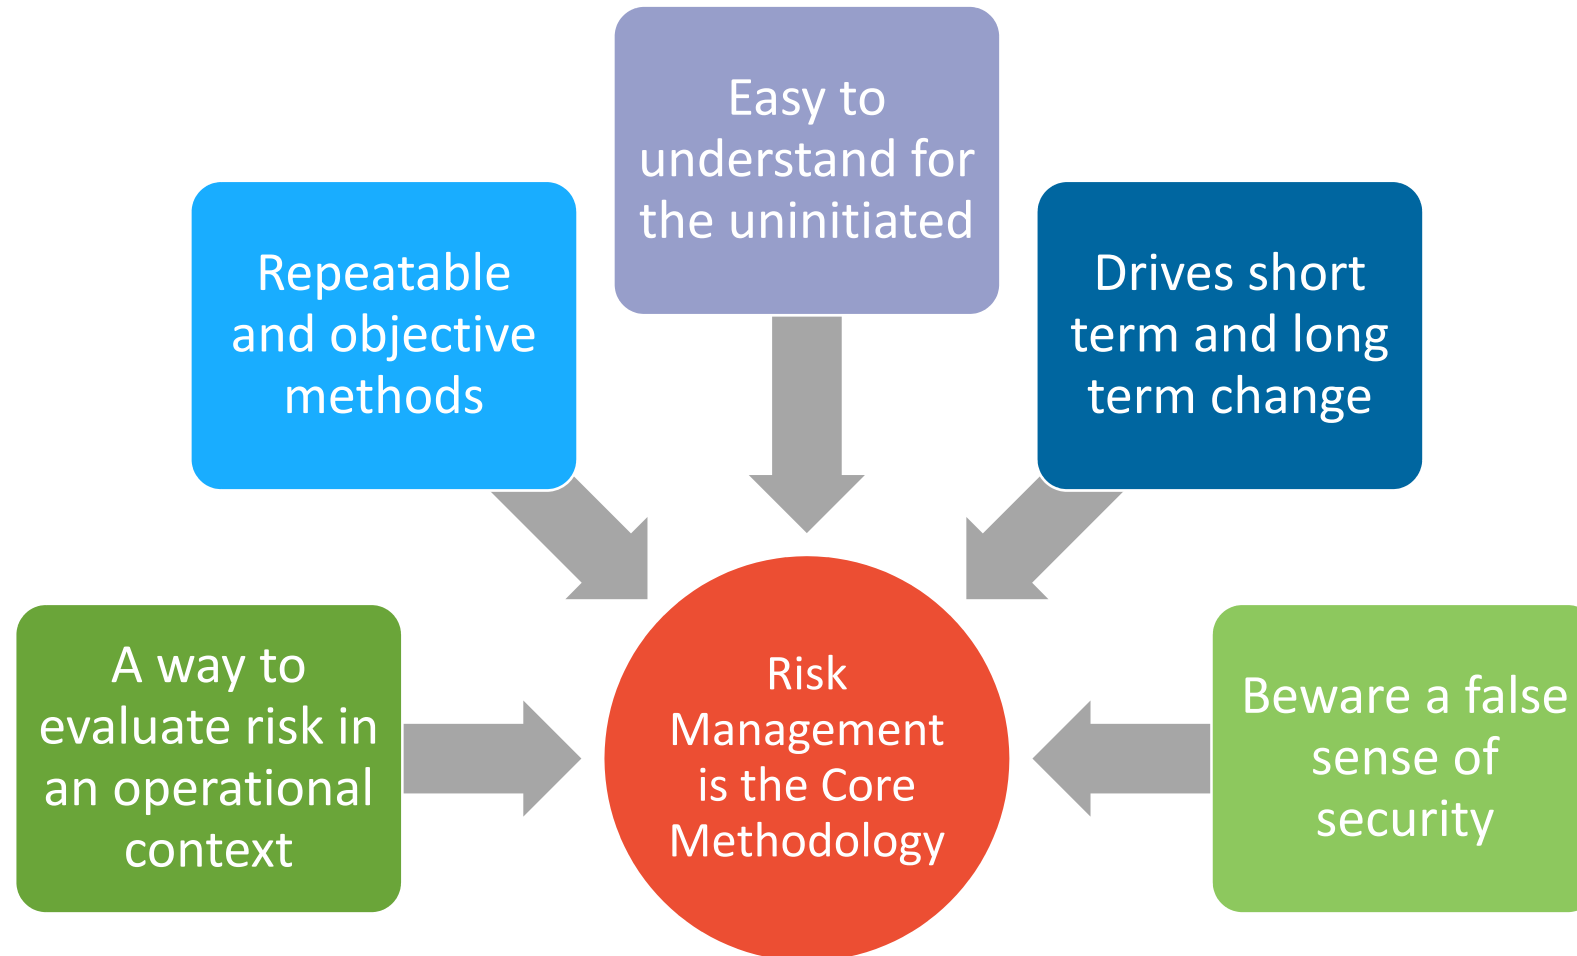 Easy to
understand for
the uninitiated
Repeatable
and objective
methods
Drives short
term and long
term change
A way to
evaluate risk in
an operational
context
Risk
Management
is the Core
Methodology
Beware a false
sense of
security